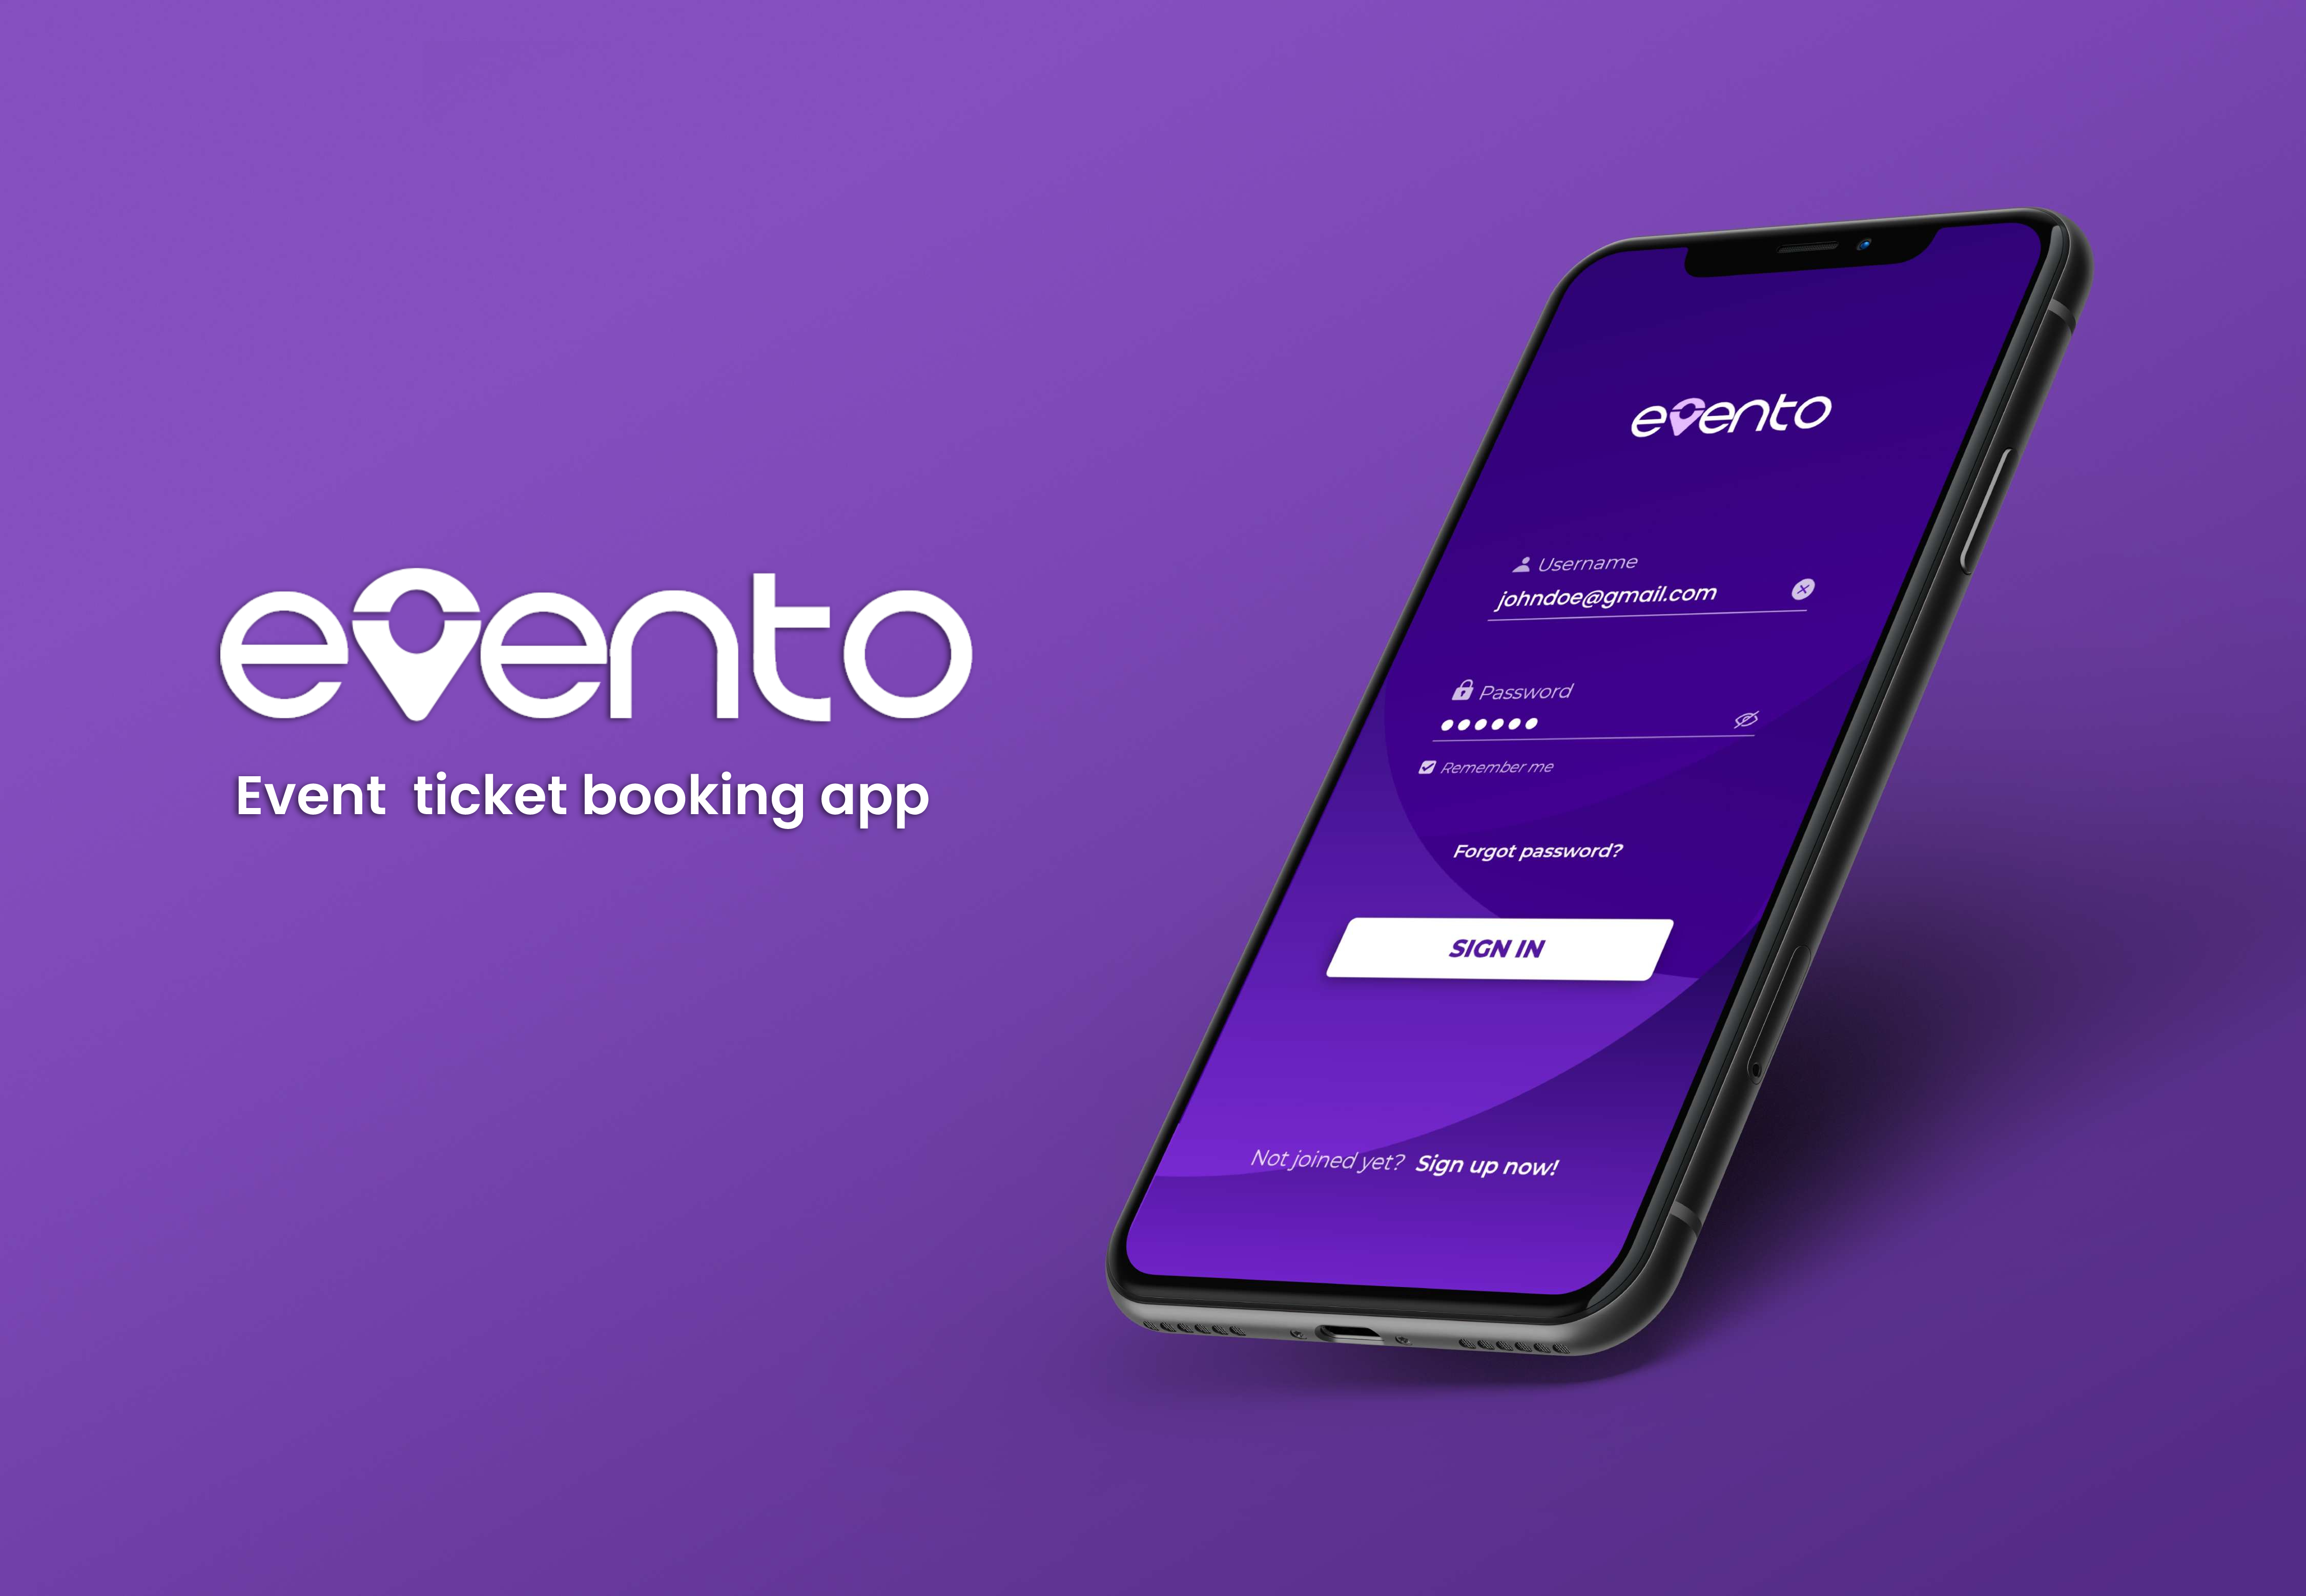 evento
Event ticket booking app
evento
Username
johndoe@gmail.com
Password
Remember me
Forgot password?
SIGN IN
Not joined yet? Sign up now!